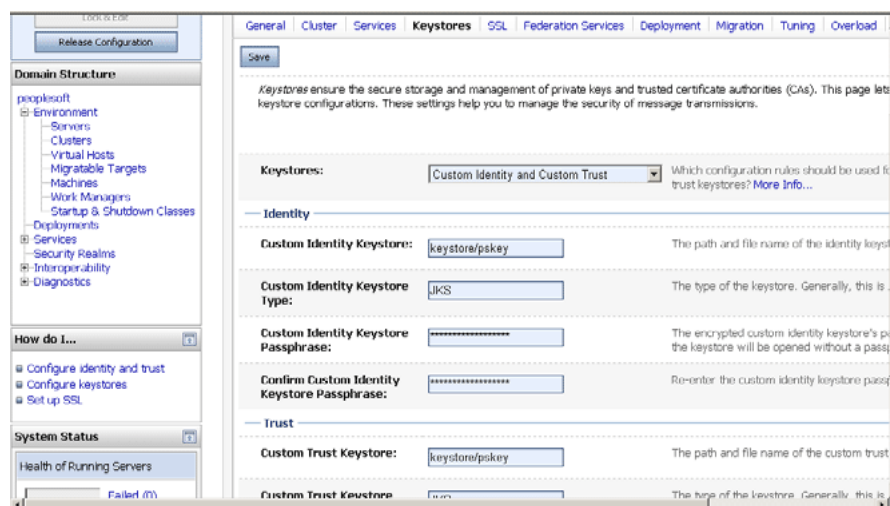 Lock & Edit
Release Configuration
Domain Structure
peoplesoft
Environment
Servers
Clusters
Virtual Hosts
Migratable Targets
Machines
Work Managers
Startup & Shutdown Classes
Deployments
Services
Security Realms
Interoperability
Diagnostics
How do I...
Configure identity and trust
Configure keystores
Set up SSL
System Status
Health of Running Servers
Failed (0)
General Cluster Services Keystores SSL Federation Services Deployment Migration Tuning Overload
Save
Keystores ensure the secure storage and management of private keys and trusted certificate authorities (CAs). This page lets
keystore configurations. These settings help you to manage the security of message transmissions.
Keystores: Custom Identity and Custom Trust Which configuration rules should be used
trust keystores? More Info...
Identity
Custom Identity Keystore: keystore/pskey The path and file name of the identity keyst
Custom Identity Keystore JKS The type of the keystore. Generally, this is
Type:
Custom Identity Keystore ****************** The encrypted custom identity keystore's
Passphrase: the keystore will be opened without a pass
Confirm Custom Identity ****************** Re-enter the custom identity keystore pass
Keystore Passphrase:
Trust
Custom Trust Keystore: keystore/pskey The path and file name of the custom trust
Custom Trust Keystore JKS The type of the keystore. Generally, this is